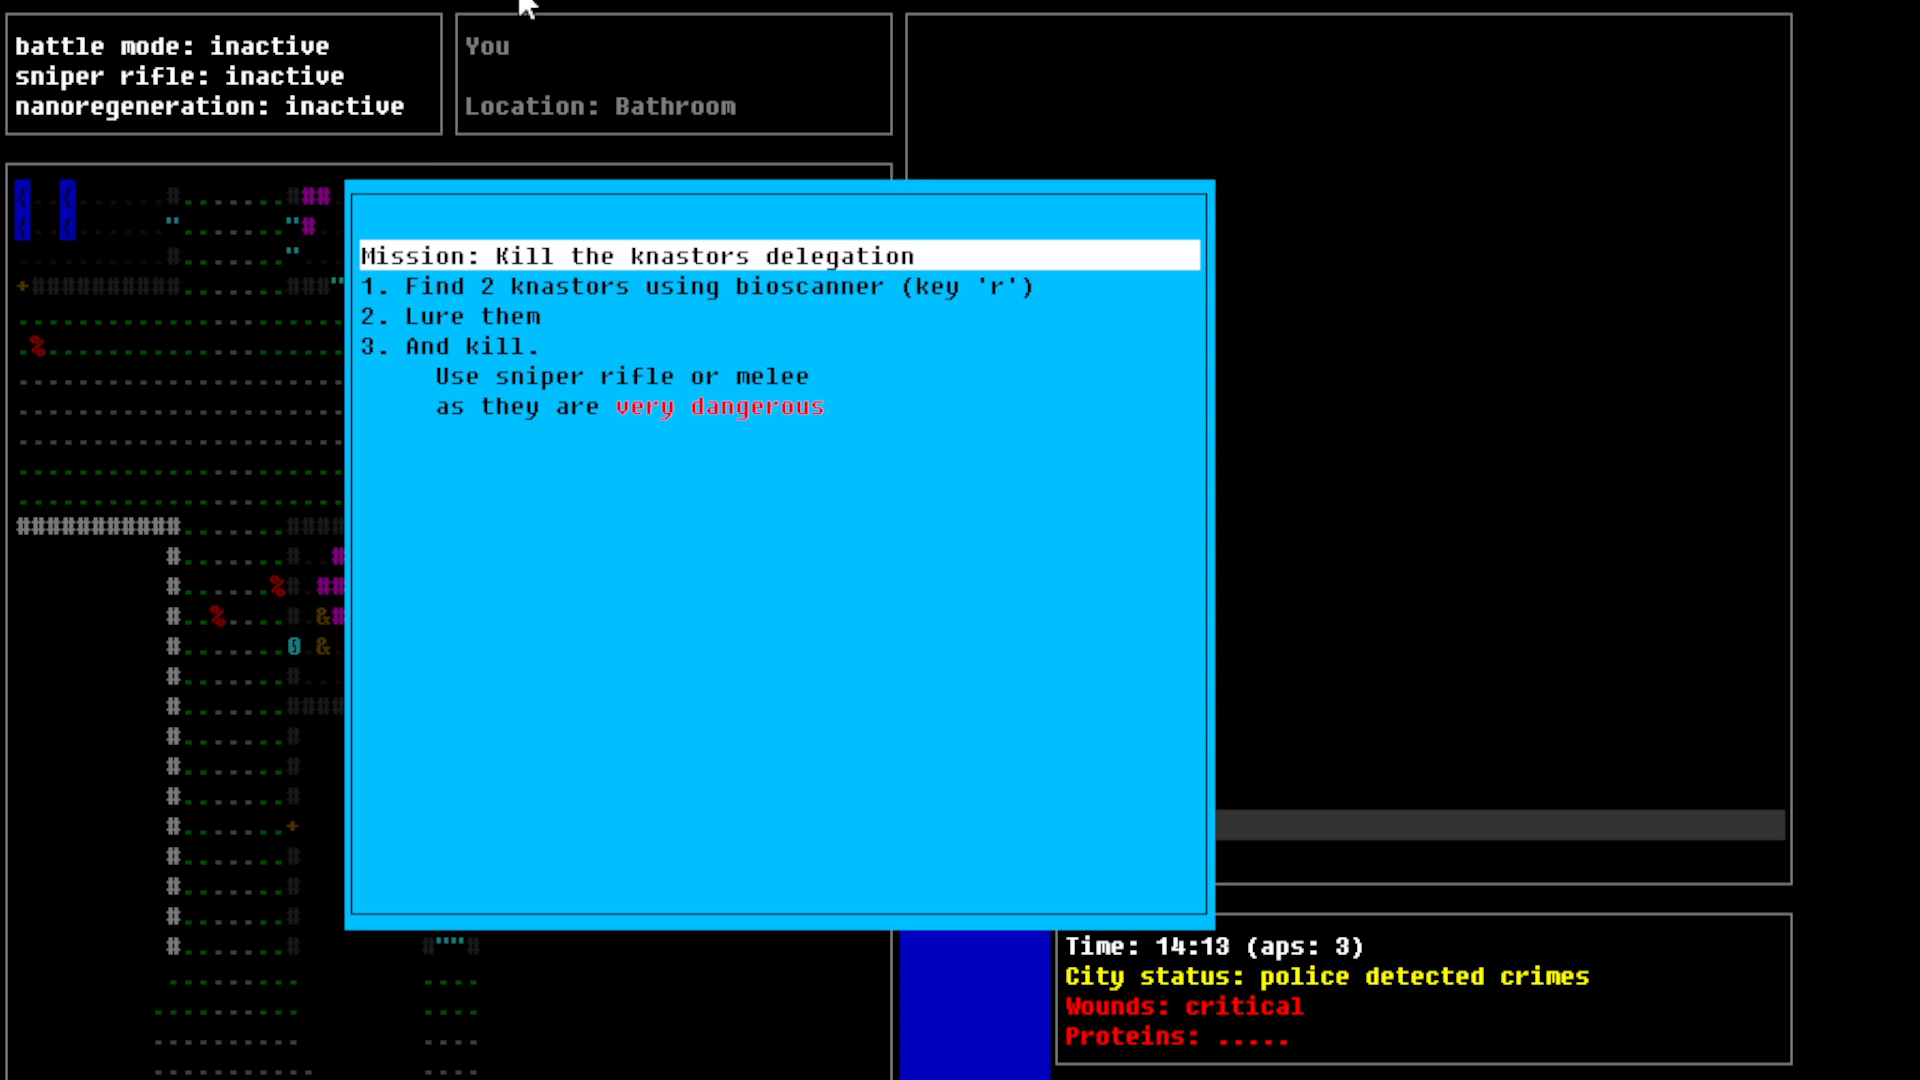 battle mode: inactive
sniper rifle: inactive
nanoregeneration: inactive
You
Location: Bathroom
Mission: Kill the knastors delegation
1. Find 2 knastors using bioscanner (key 'r')
2. Lure them
3. And kill.
Use sniper rifle or melee
as they are very dangerous
Time: 14:13 (aps: 3)
City status: police detected crimes
Wounds: critical
Proteins: .....